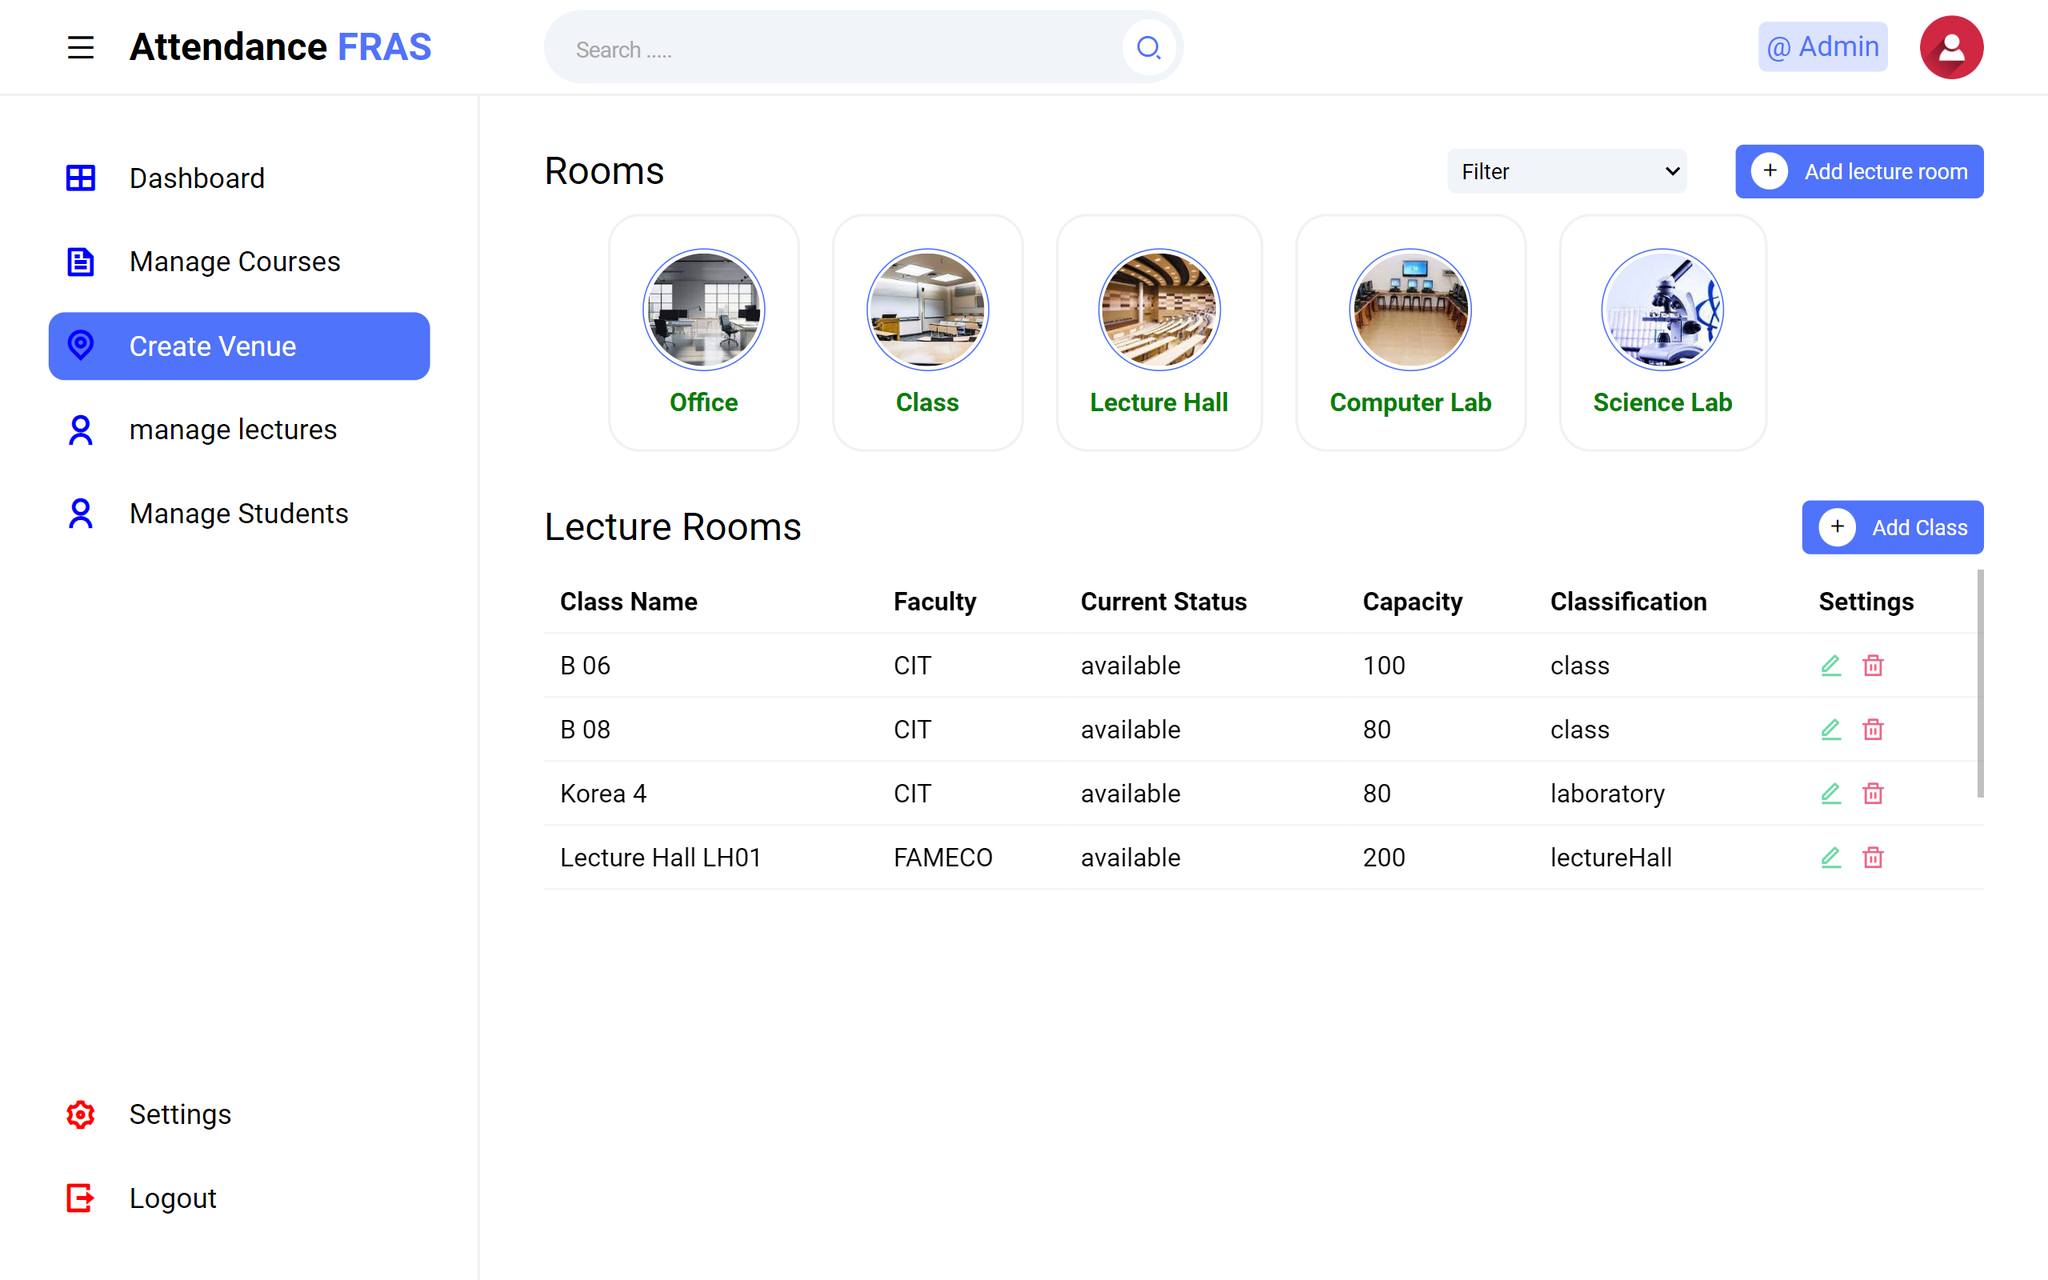 Attendance FRAS
Search .....
@ Admin
Dashboard
Manage Courses
Create Venue
manage lectures
Manage Students
Settings
Logout
Rooms
Filter
+ Add lecture room
Office
Class
Lecture Hall
Computer Lab
Science Lab
Lecture Rooms
+ Add Class
Class Name Faculty Current Status Capacity Classification Settings
B 06 CIT available 100 class
B 08 CIT available 80 class
Korea 4 CIT available 80 laboratory
Lecture Hall LH01 FAMECO available 200 lectureHall